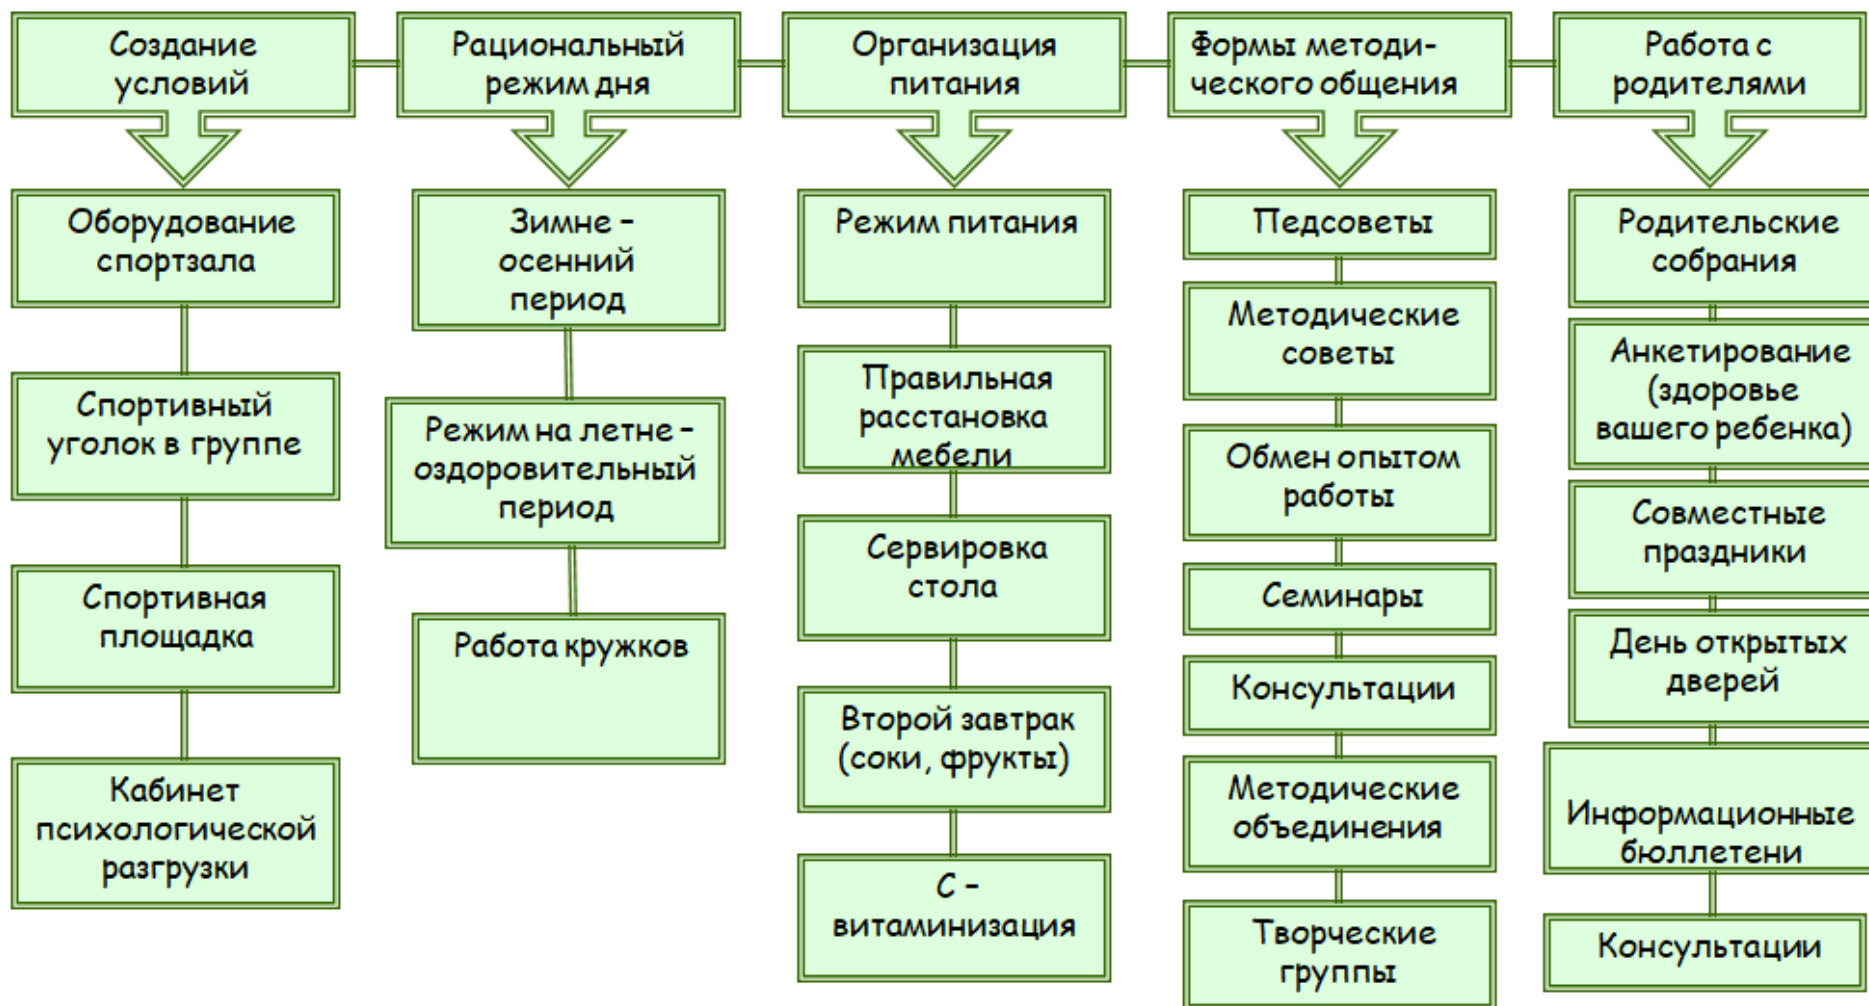 Создание
условий
Рациональный
режим дня
Организация
питания
Формы методи-
ческого общения
Работа с
родителями
Оборудование
спортзала
Спортивный
уголок в группе
Спортивная
площадка
Кабинет
психологической
разгрузки
Зимне –
осенний
период
Режим на летне –
оздоровительный
период
Работа кружков
Режим питания
Правильная
расстановка
мебели
Сервировка
стола
Второй завтрак
(соки, фрукты)
С –
витаминизация
Педсоветы
Методические
советы
Обмен опытом
работы
Семинары
Консультации
Методические
объединения
Творческие
группы
Родительские
собрания
Анкетирование
(здоровье
вашего ребенка)
Совместные
праздники
День открытых
дверей
Информационные
бюллетени
Консультации